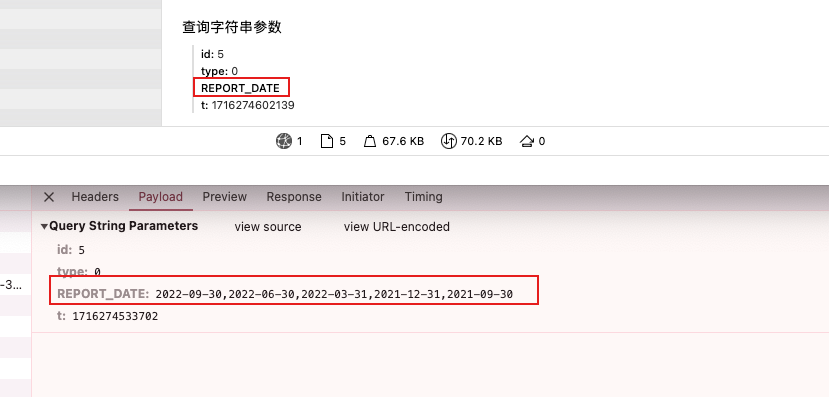 查询字符串参数
id: 5
type: 0
REPORT_DATE
t: 1716274602139
1 5 67.6 KB 70.2 KB 0
Headers Payload Preview Response Initiator Timing
Query String Parameters view source view URL-encoded
id: 5
type: 0
-3... REPORT_DATE: 2022-09-30,2022-06-30,2022-03-31,2021-12-31,2021-09-30
t: 1716274533702